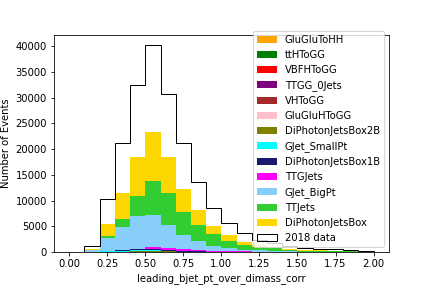 GluGluToHH
ttHToGG
VBFHToGG
TTGG_0Jets
VHToGG
GluGluHToGG
DiPhotonJetsBox2B
GJet_SmallPt
DiPhotonJetsBox1B
TTGJets
GJet_BigPt
TTJets
DiPhotonJetsBox
2018 data
Number of Events
40000
35000
30000
25000
20000
15000
10000
5000
0
0.00 0.25 0.50 0.75 1.00 1.25 1.50 1.75 2.00
leading_bjet_pt_over_dimass_corr